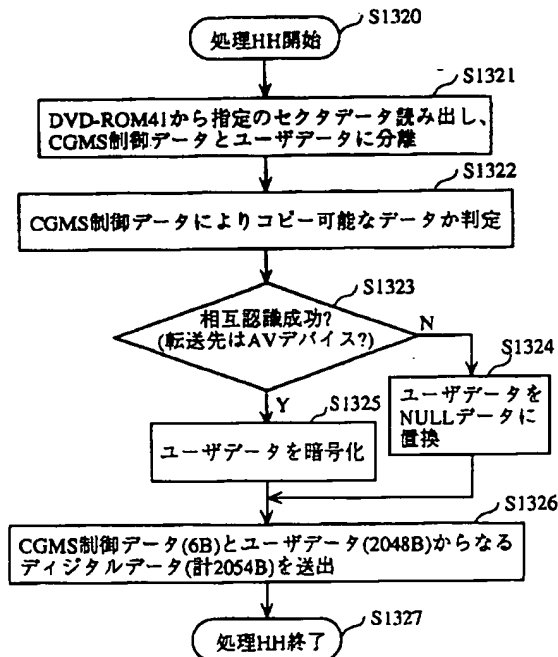 S1320
処理HH開始
S1321
DVD-ROM41から指定のセクタデータ読み出し、
CGMS制御データとユーザデータに分離
S1322
CGMS制御データによりコピー可能なデータか判定
S1323
相互認識成功?
(転送先はAVデバイス?)
N
S1324
ユーザデータを
NULLデータに
置換
Y
S1325
ユーザデータを暗号化
S1326
CGMS制御データ(6B)とユーザデータ(2048B)からなる
ディジタルデータ(計2054B)を送出
S1327
処理HH終了